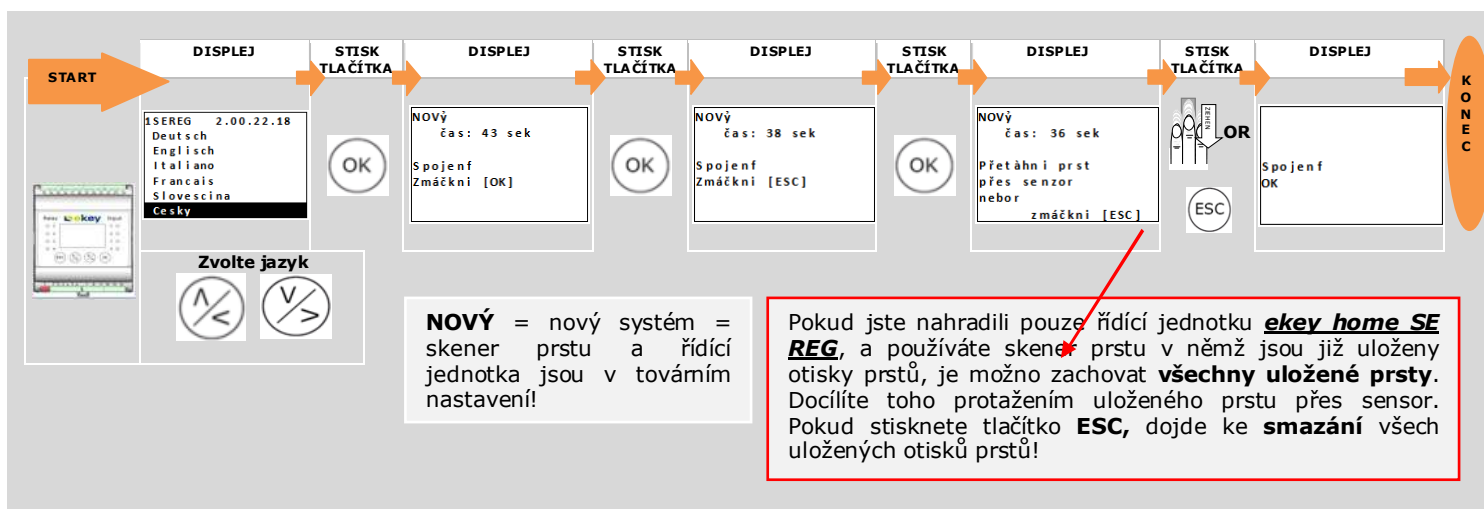 DISPLEJ
STISK
TLAČÍTKA
DISPLEJ
STISK
TLAČÍTKA
DISPLEJ
STISK
TLAČÍTKA
DISPLEJ
STISK
TLAČÍTKA
DISPLEJ
START
K
O
N
E
C
1SEREG 2.00.22.18
Deutsch
Englisch
Italiano
Francais
Slovescina
Cesky
ekey
OK
NOVÝ
čas: 43 sek
Spojenf
Zmáčkni [OK]
OK
NOVÝ
čas: 38 sek
Spojenf
Zmáčkni [ESC]
OK
NOVÝ
čas: 36 sek
Přetàhni prst
přes senzor
nebor
zmáčkni [ESC]
ZEHEN
OR
ESC
Spojenf
OK
Zvolte jazyk
NOVÝ = nový systém =
skener prstu a řídící
jednotka jsou v továrním
nastavení!
Pokud jste nahradili pouze řídící jednotku ekey home SE
REG, a používáte skener prstu v němž jsou již uloženy
otisky prstů, je možno zachovat všechny uložené prsty.
Docílíte toho protažením uloženého prstu přes sensor.
Pokud stisknete tlačítko ESC, dojde ke smazání všech
uložených otisků prstů!